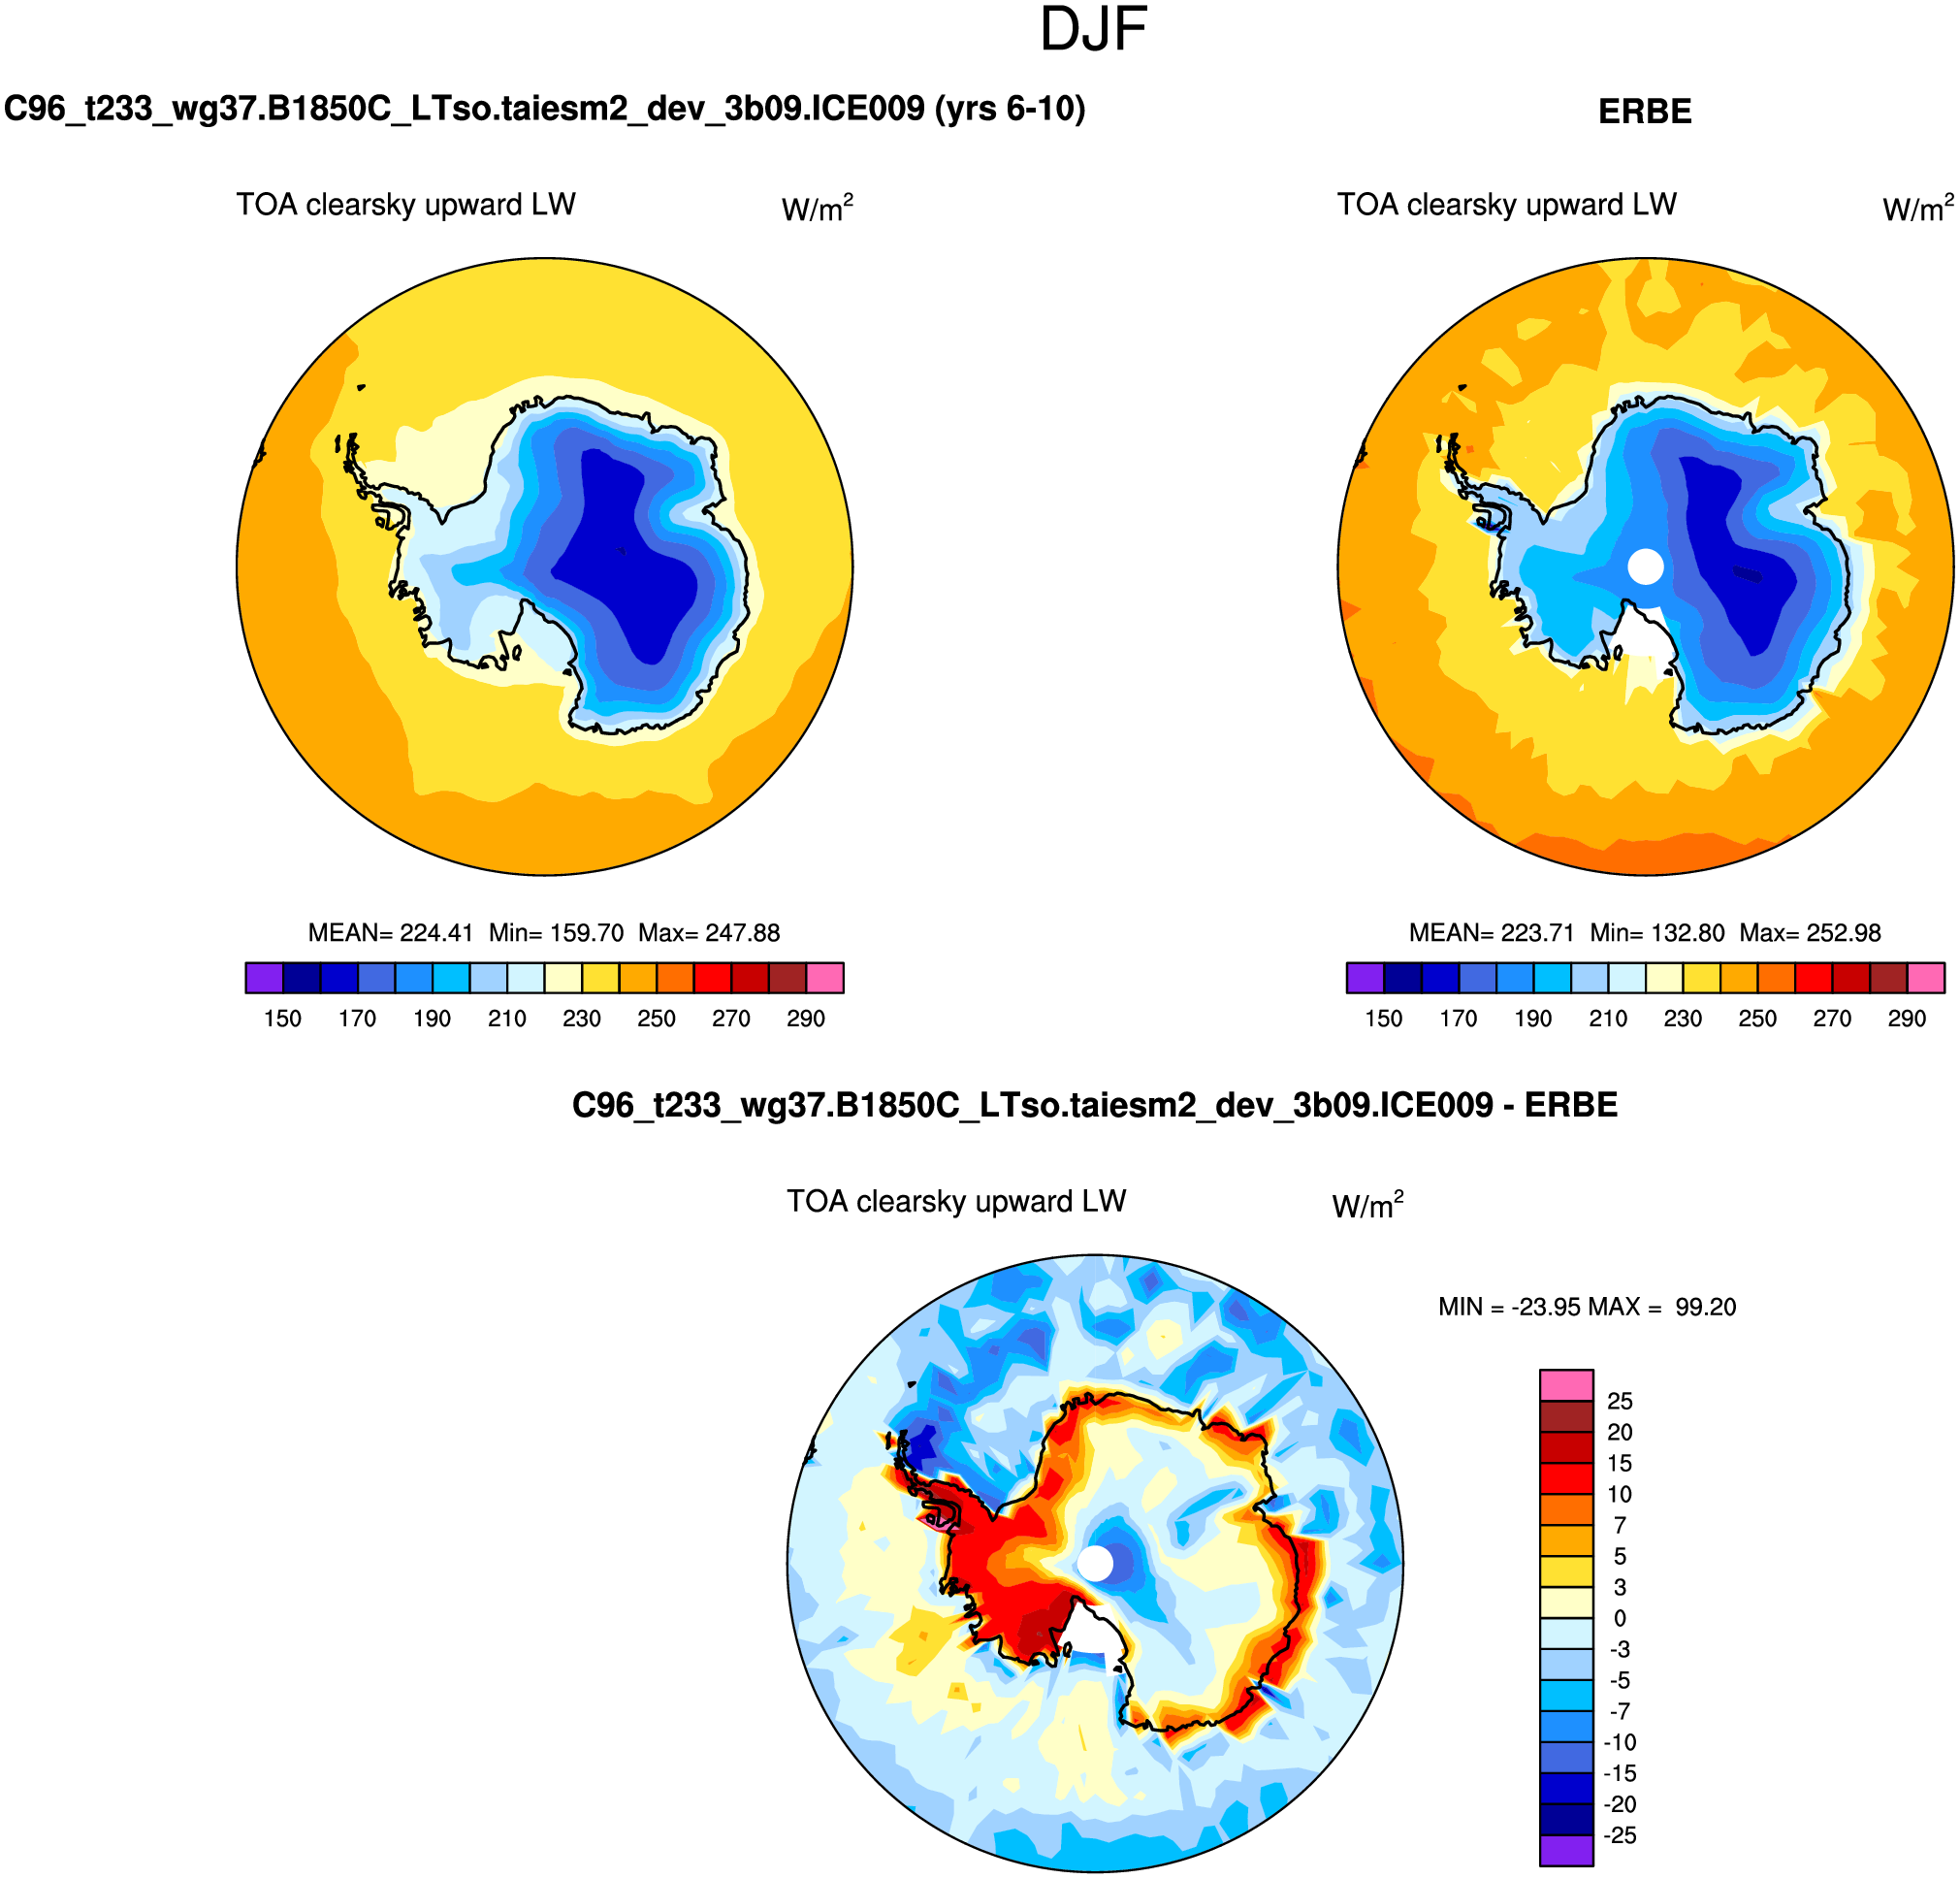 DJF
C96_t233_wg37.B1850C_LTso.taiesm2_dev_3b09.ICE009 (yrs 6-10)
ERBE
TOA clearsky upward LW
W/m²
TOA clearsky upward LW
W/m²
MEAN= 224.41 Min= 159.70 Max= 247.88
MEAN= 223.71 Min= 132.80 Max= 252.98
150 170 190 210 230 250 270 290
150 170 190 210 230 250 270 290
C96_t233_wg37.B1850C_LTso.taiesm2_dev_3b09.ICE009 - ERBE
TOA clearsky upward LW
W/m²
MIN = -23.95 MAX = 99.20
25
20
15
10
7
5
3
0
-3
-5
-7
-10
-15
-20
-25